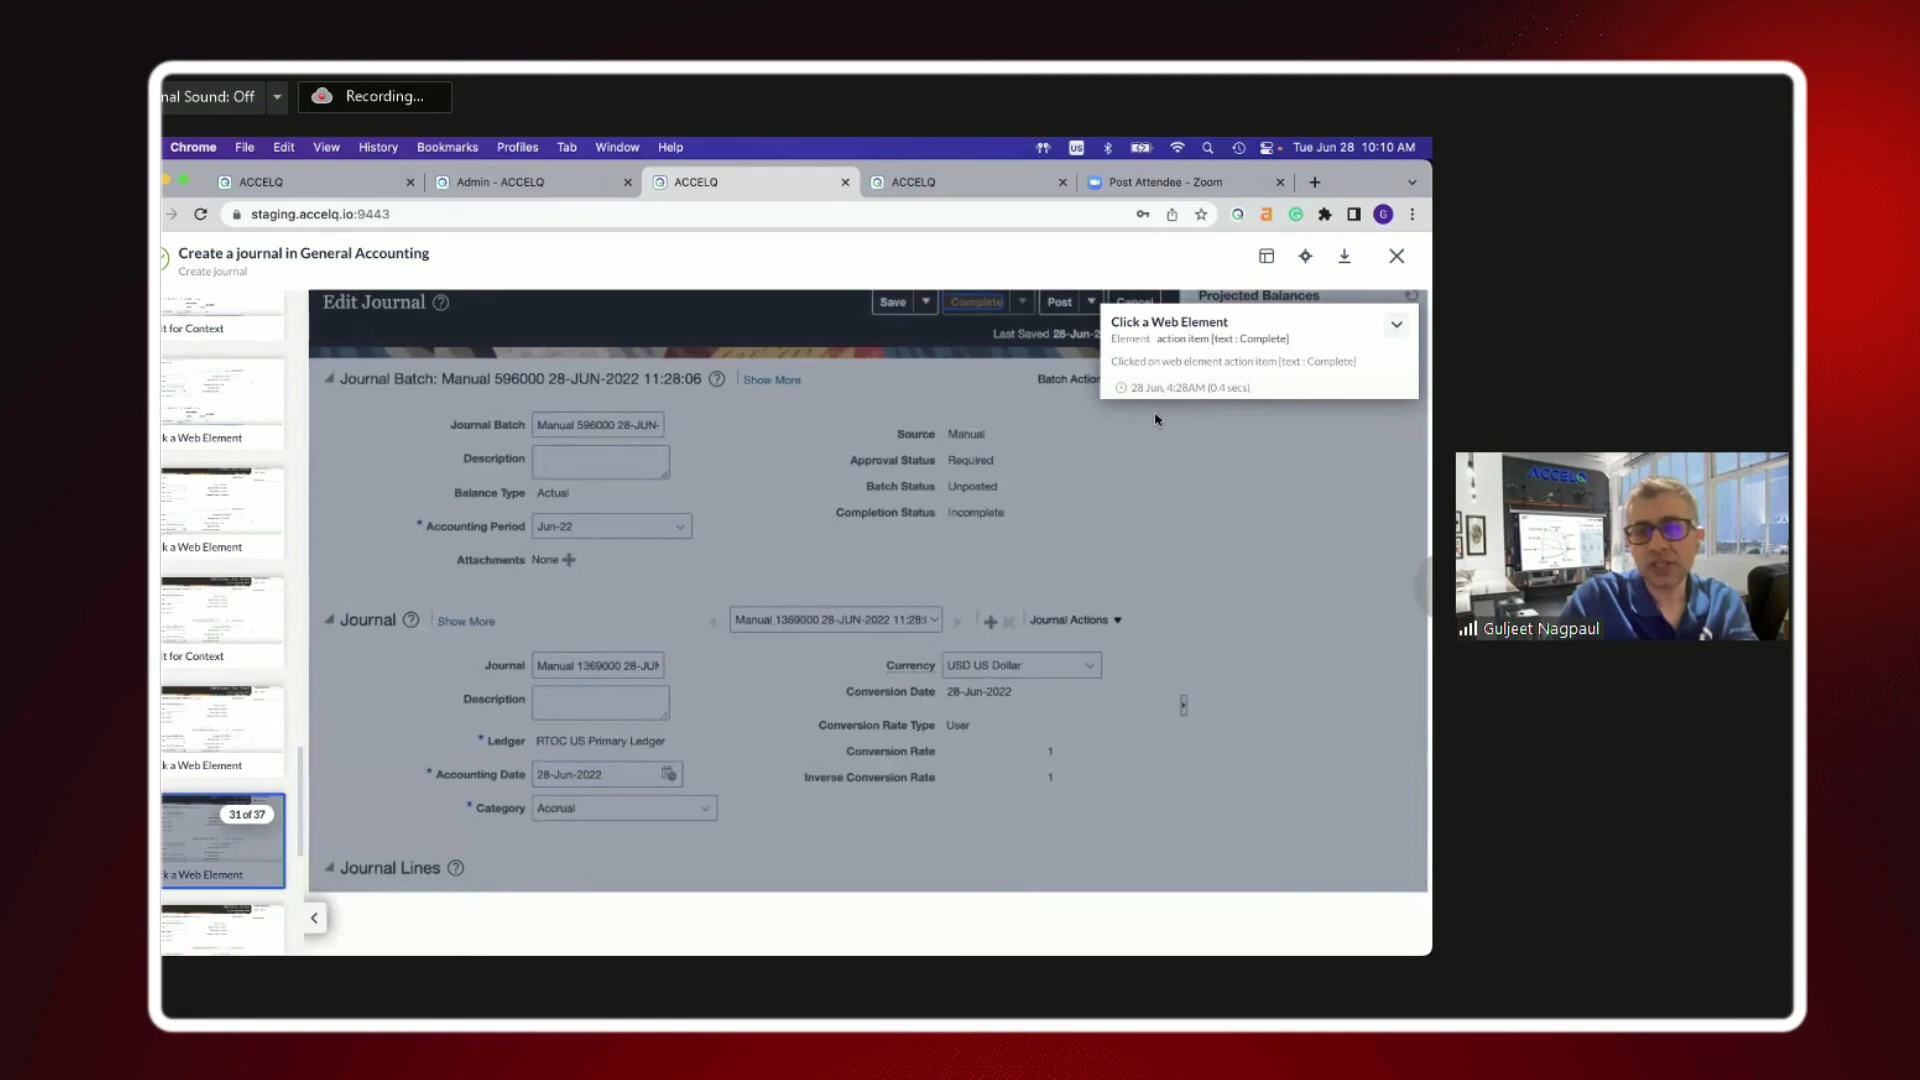 nal Sound: Off
Recording...
Chrome File Edit View History Bookmarks Profiles Tab Window Help
US
Tue Jun 28 10:10 AM
ACCELQ
Admin - ACCELQ
ACCELQ
ACCELQ
Post Attendee - Zoom
staging.accelq.io:9443
G
Create a journal in General Accounting
Create journal
Edit Journal
Save
Complete
Post
Cancel
Projected Balances
Last Saved 28-Jun-2
Click a Web Element
Element action item [text : Complete]
Clicked on web element action item [text : Complete]
28 Jun, 4:28AM (0.4 secs)
Journal Batch: Manual 596000 28-JUN-2022 11:28:06
Show More
Batch Action
Journal Batch Manual 596000 28-JUN-
Description
Balance Type Actual
* Accounting Period Jun-22
Attachments None
Source Manual
Approval Status Required
Batch Status Unposted
Completion Status Incomplete
Journal
Show More
Manual 1369000 28-JUN-2022 11:28:
Journal Actions
Journal Manual 1369000 28-JUN
Description
* Ledger RTOC US Primary Ledger
* Accounting Date 28-Jun-2022
* Category Accrual
Currency USD US Dollar
Conversion Date 28-Jun-2022
Conversion Rate Type User
Conversion Rate 1
Inverse Conversion Rate 1
Journal Lines
it for Context
k a Web Element
k a Web Element
it for Context
k a Web Element
31 of 37
k a Web Element
ACCELQ
Guljeet Nagpaul